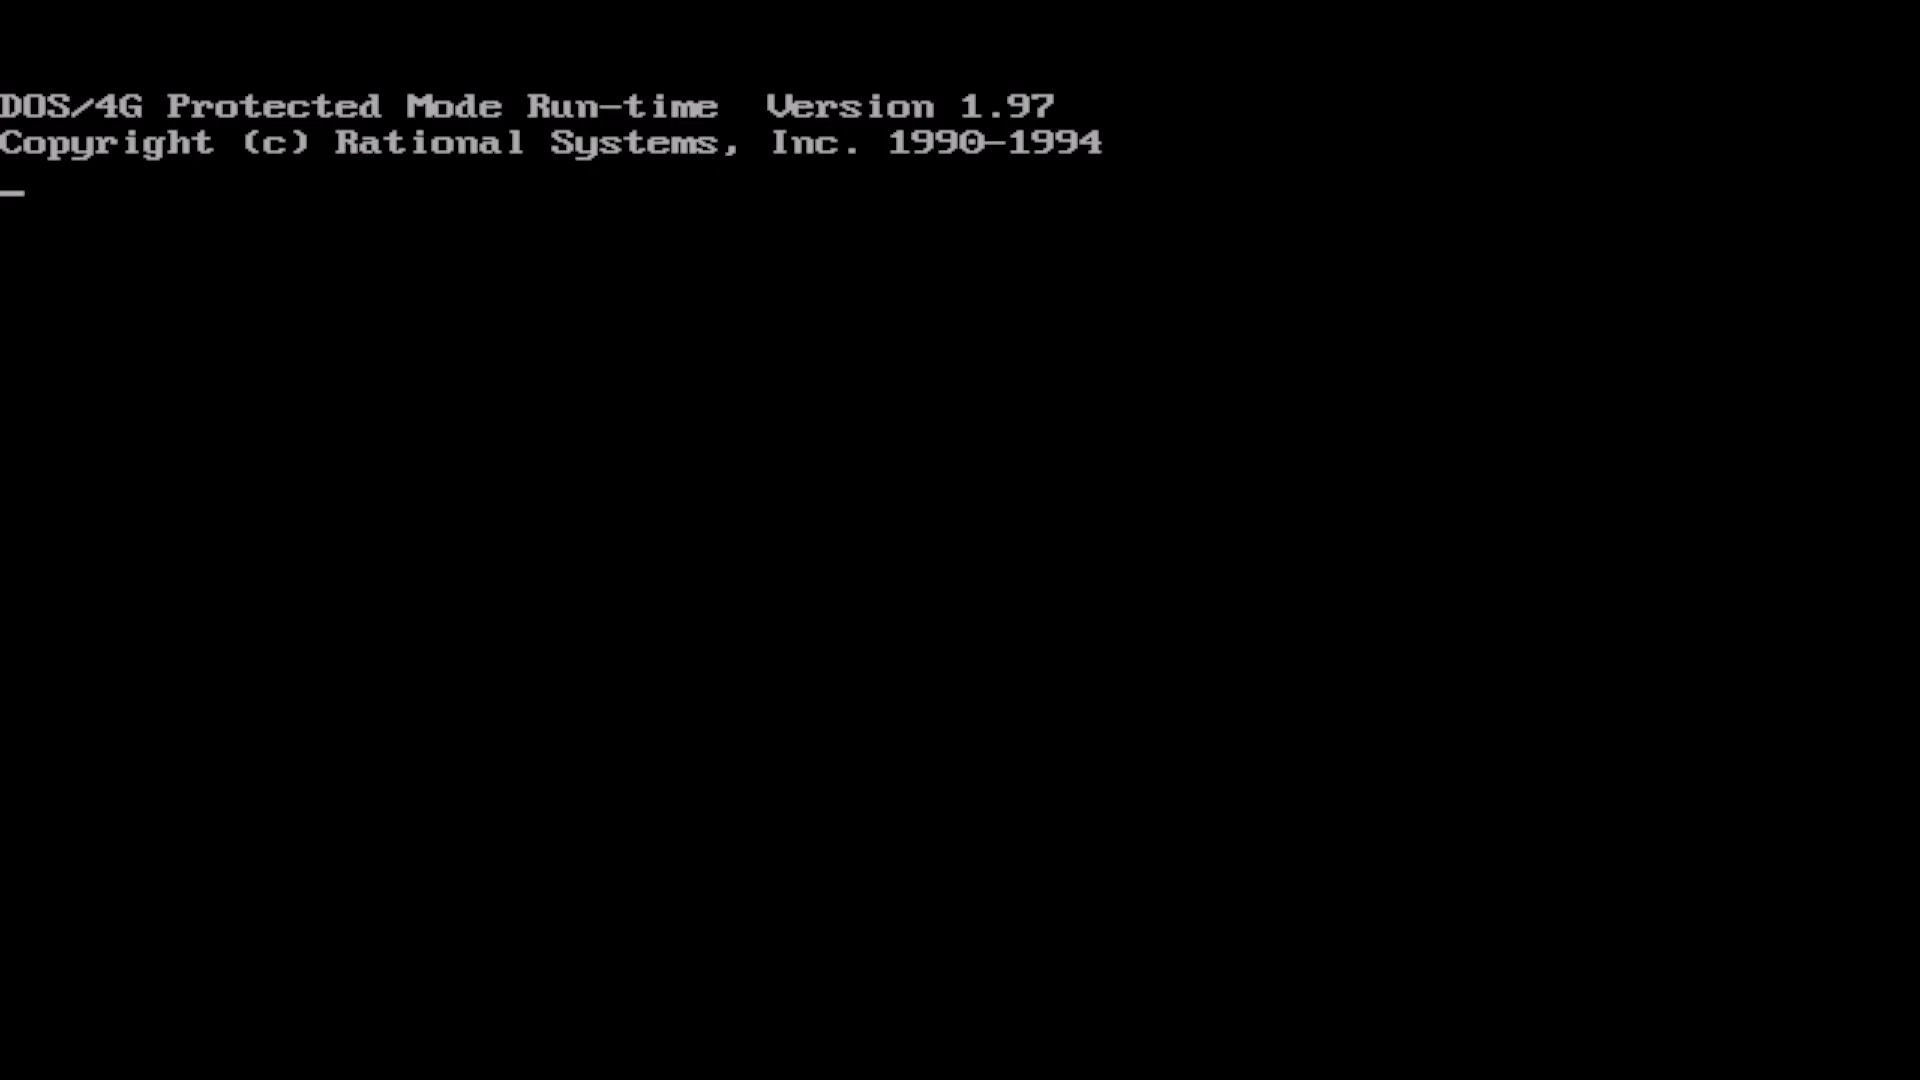 DOS/4G Protected Mode Run-time  Version 1.97
Copyright (c) Rational Systems, Inc. 1990-1994